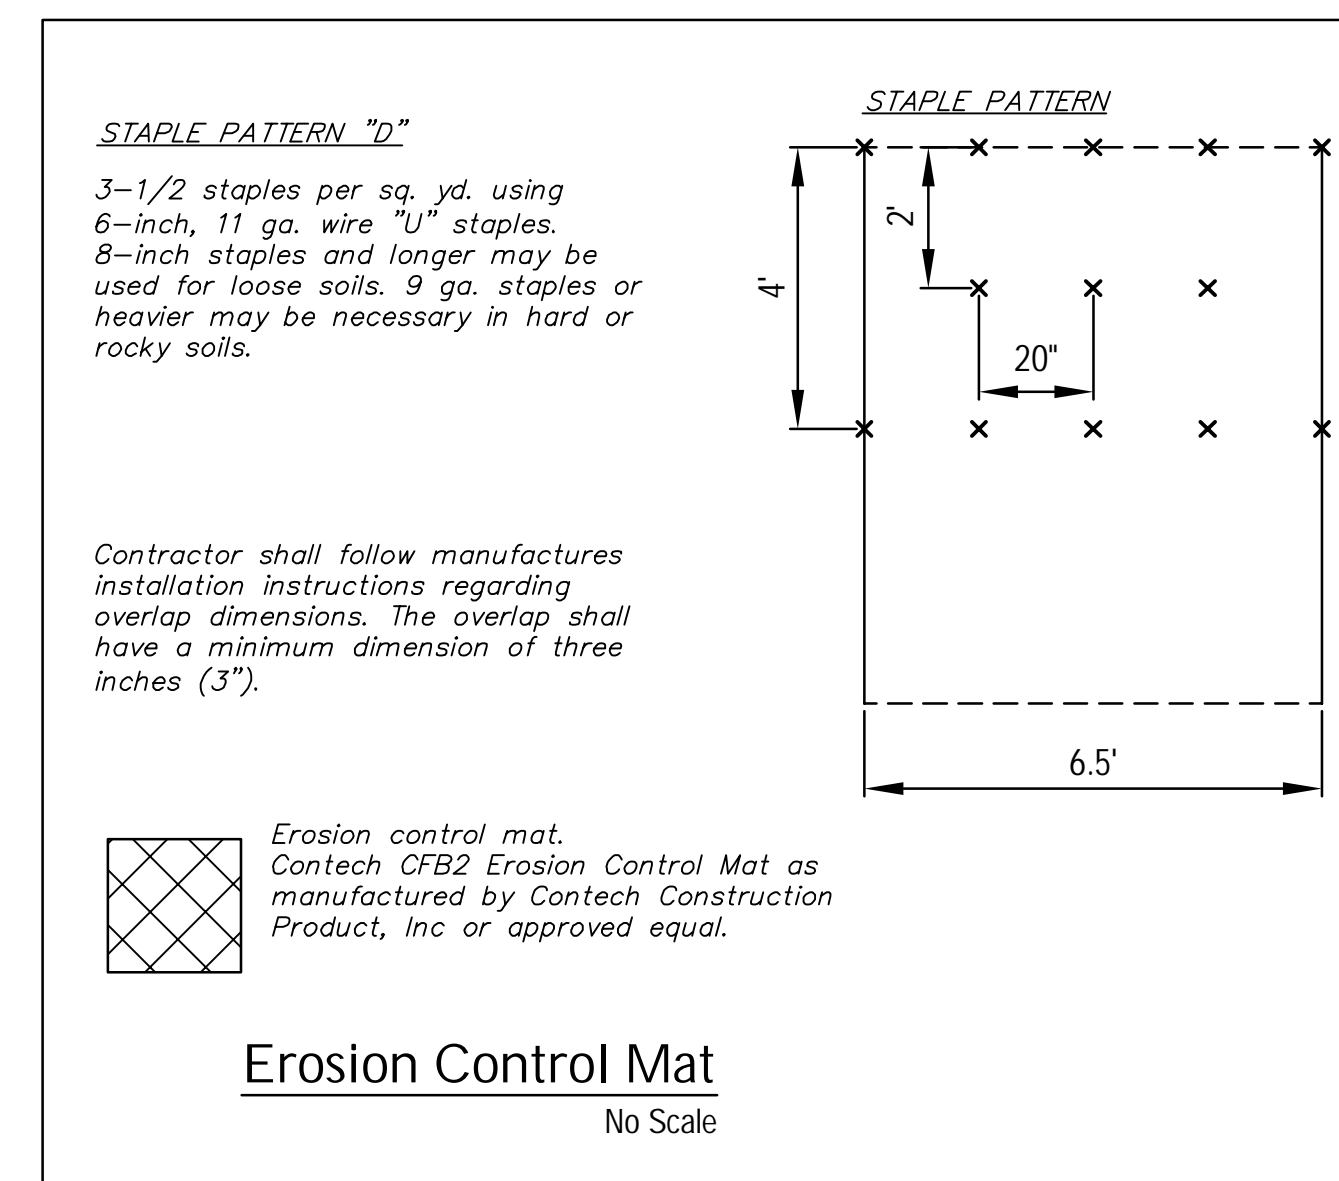 STAPLE PATTERN "D"
3-1/2 staples per sq. yd. using
6-inch, 11 ga. wire "U" staples.
8-inch staples and longer may be
used for loose soils. 9 ga. staples or
heavier may be necessary in hard or
rocky soils.
Contractor shall follow manufactures
installation instructions regarding
overlap dimensions. The overlap shall
have a minimum dimension of three
inches (3").
STAPLE PATTERN
2'
4'
20"
6.5'
Erosion control mat.
Contech CFB2 Erosion Control Mat as
manufactured by Contech Construction
Product, Inc or approved equal.
Erosion Control Mat
No Scale